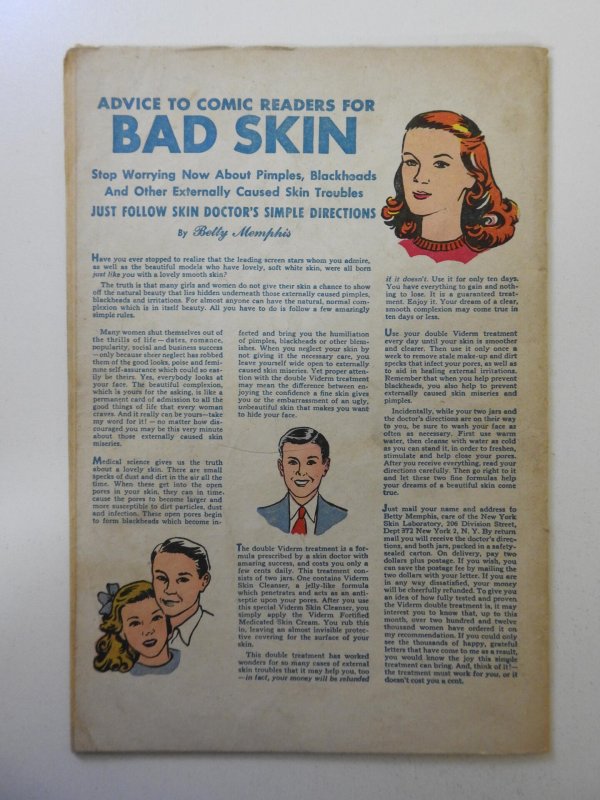 ADVICE TO COMIC READERS FOR
BAD SKIN
Stop Worrying Now About Pimples, Blackheads
And Other Externally Caused Skin Troubles
JUST FOLLOW SKIN DOCTOR'S SIMPLE DIRECTIONS
By Betty Memphis
Have you ever stopped to realize that the leading screen stars whom you admire,
as well as the beautiful models who have lovely, soft white skin, were all born
just like you with a lovely smooth skin?
The truth is that many girls and women do not give their skin a chance to show
off the natural beauty that lies hidden underneath those externally caused pimples,
blackheads and irritations. For almost anyone can have the natural, normal com-
plexion which is in itself beauty. All you have to do is follow a few amazingly
simple rules.
Many women shut themselves out of
the thrills of life—dates, romance,
popularity, social and business success
—only because sheer neglect has robbed
them of the good looks, poise and femi-
nine self-assurance which could so eas-
ily be theirs. Yes, everybody looks at
your face. The beautiful complexion,
which is yours for the asking, is like a
permanent card of admission to all the
good things of life that every woman
craves. And it really can be yours—take
my word for it!—no matter how dis-
couraged you may be this very minute
about those externally caused skin
miseries.
Medical science gives us the truth
about a lovely skin. There are small
specks of dust and dirt in the air all the
time. When these get into the open
pores in your skin, they can in time
cause the pores to become larger and
more susceptible to dirt particles, dust
and infection. These open pores begin
to form blackheads which become in-
fected and bring you the humiliation
of pimples, blackheads or other blem-
ishes. When you neglect your skin by
not giving it the necessary care, you
leave yourself wide open to externally
caused skin miseries. Yet proper atten-
tion with the double Viderm treatment
may mean the difference between en-
joying the confidence a fine skin gives
you or the embarrassment of an ugly,
unbeautiful skin that makes you want
to hide your face.
The double Viderm treatment is a for-
mula prescribed by a skin doctor with
amazing success, and costs you only a
few cents daily. This treatment con-
sists of two jars. One contains Viderm
Skin Cleanser, a jelly-like formula
which penetrates and acts as an anti-
septic upon your pores. After you use
this special Viderm Skin Cleanser, you
simply apply the Viderm Fortified
Medicated Skin Cream. You rub this
in, leaving an almost invisible protec-
tive covering for the surface of your
skin.
This double treatment has worked
wonders for so many cases of external
skin troubles that it may help you, too
—in fact, your money will be refunded
if it doesn't. Use it for only ten days.
You have everything to gain and noth-
ing to lose. It is a guaranteed treat-
ment. Enjoy it. Your dream of a clear,
smooth complexion may come true in
ten days or less.
Use your double Viderm treatment
every day until your skin is smoother
and clearer. Then use it only once a
week to remove stale make-up and dirt
specks that infect your pores, as well as
to aid in healing external irritations.
Remember that when you help prevent
blackheads, you also help to prevent
externally caused skin miseries and
pimples.
Incidentally, while your two jars and
the doctor's directions are on their way
to you, be sure to wash your face as
often as necessary. First use warm
water, then cleanse with water as cold
as you can stand it, in order to freshen,
stimulate and help close your pores.
After you receive everything, read your
directions carefully. Then go right to it
and let these two fine formulas help
your dreams of a beautiful skin come
true.
Just mail your name and address to
Betty Memphis, care of the New York
Skin Laboratory, 206 Division Street,
Dept 372 New York 2, N. Y. By return
mail you will receive the doctor's direc-
tions, and both jars, packed in a safety-
sealed carton. On delivery, pay two
dollars plus postage. If you wish, you
can save the postage fee by mailing the
two dollars with your letter. If you are
in any way dissatisfied, your money
will be cheerfully refunded. To give you
an idea of how fully tested and proven
the Viderm double treatment is, it may
interest you to know that, up to this
month, over two hundred and twelve
thousand women have ordered it on
my recommendation. If you could only
see the thousands of happy, grateful
letters that have come to me as a result,
you would know the joy this simple
treatment can bring. And, think of it!—
the treatment must work for you, or it
doesn't cost you a cent.